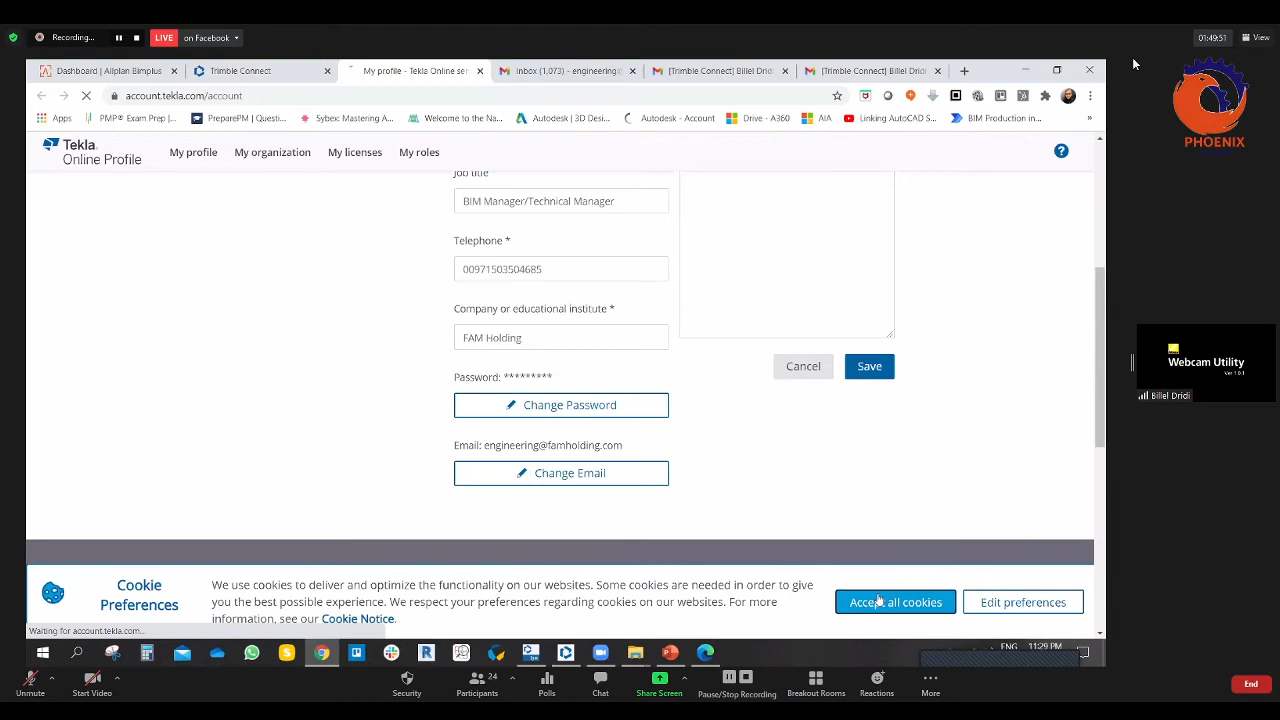 Recording...
LIVE
on Facebook
01:49:51
View
Dashboard | Allplan Bimplus
Trimble Connect
My profile - Tekla Online ser
Inbox (1,073) - engineering@
[Trimble Connect] Billel Dridi
[Trimble Connect] Billel Dridi
account.tekla.com/account
Apps
PMP® Exam Prep |...
PreparePM | Questi...
Sybex Mastering A...
Welcome to the Na...
Autodesk | 3D Desi...
Autodesk - Account
Drive - A360
AIA
Linking AutoCAD S...
BIM Production in...
PHOENIX
Tekla
Online Profile
My profile
My organization
My licenses
My roles
Job title
BIM Manager/Technical Manager
Telephone *
00971503504685
Company or educational institute *
FAM Holding
Cancel
Save
Password: *********
Change Password
Email: engineering@famholding.com
Change Email
Webcam Utility
Ver 1.0.1
Billel Dridi
Cookie
Preferences
We use cookies to deliver and optimize the functionality on our websites. Some cookies are needed in order to give
you the best possible experience. We respect your preferences regarding cookies on our websites. For more
information, see our Cookie Notice.
Accept all cookies
Edit preferences
Waiting for account.tekla.com...
ENG
11:29 PM
Unmute
Start Video
Security
Participants
24
Polls
Chat
Share Screen
Pause/Stop Recording
Breakout Rooms
Reactions
More
End